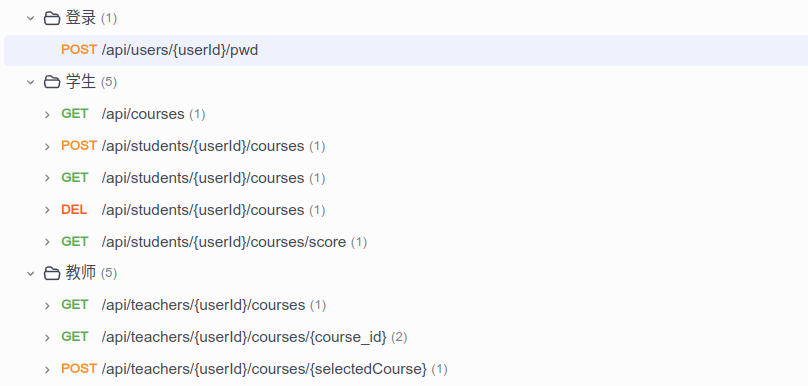 登录 (1)
POST /api/users/{userId}/pwd
学生 (5)
GET /api/courses (1)
POST /api/students/{userId}/courses (1)
GET /api/students/{userId}/courses (1)
DEL /api/students/{userId}/courses (1)
GET /api/students/{userId}/courses/score (1)
教师 (5)
GET /api/teachers/{userId}/courses (1)
GET /api/teachers/{userId}/courses/{course_id} (2)
POST /api/teachers/{userId}/courses/{selectedCourse} (1)